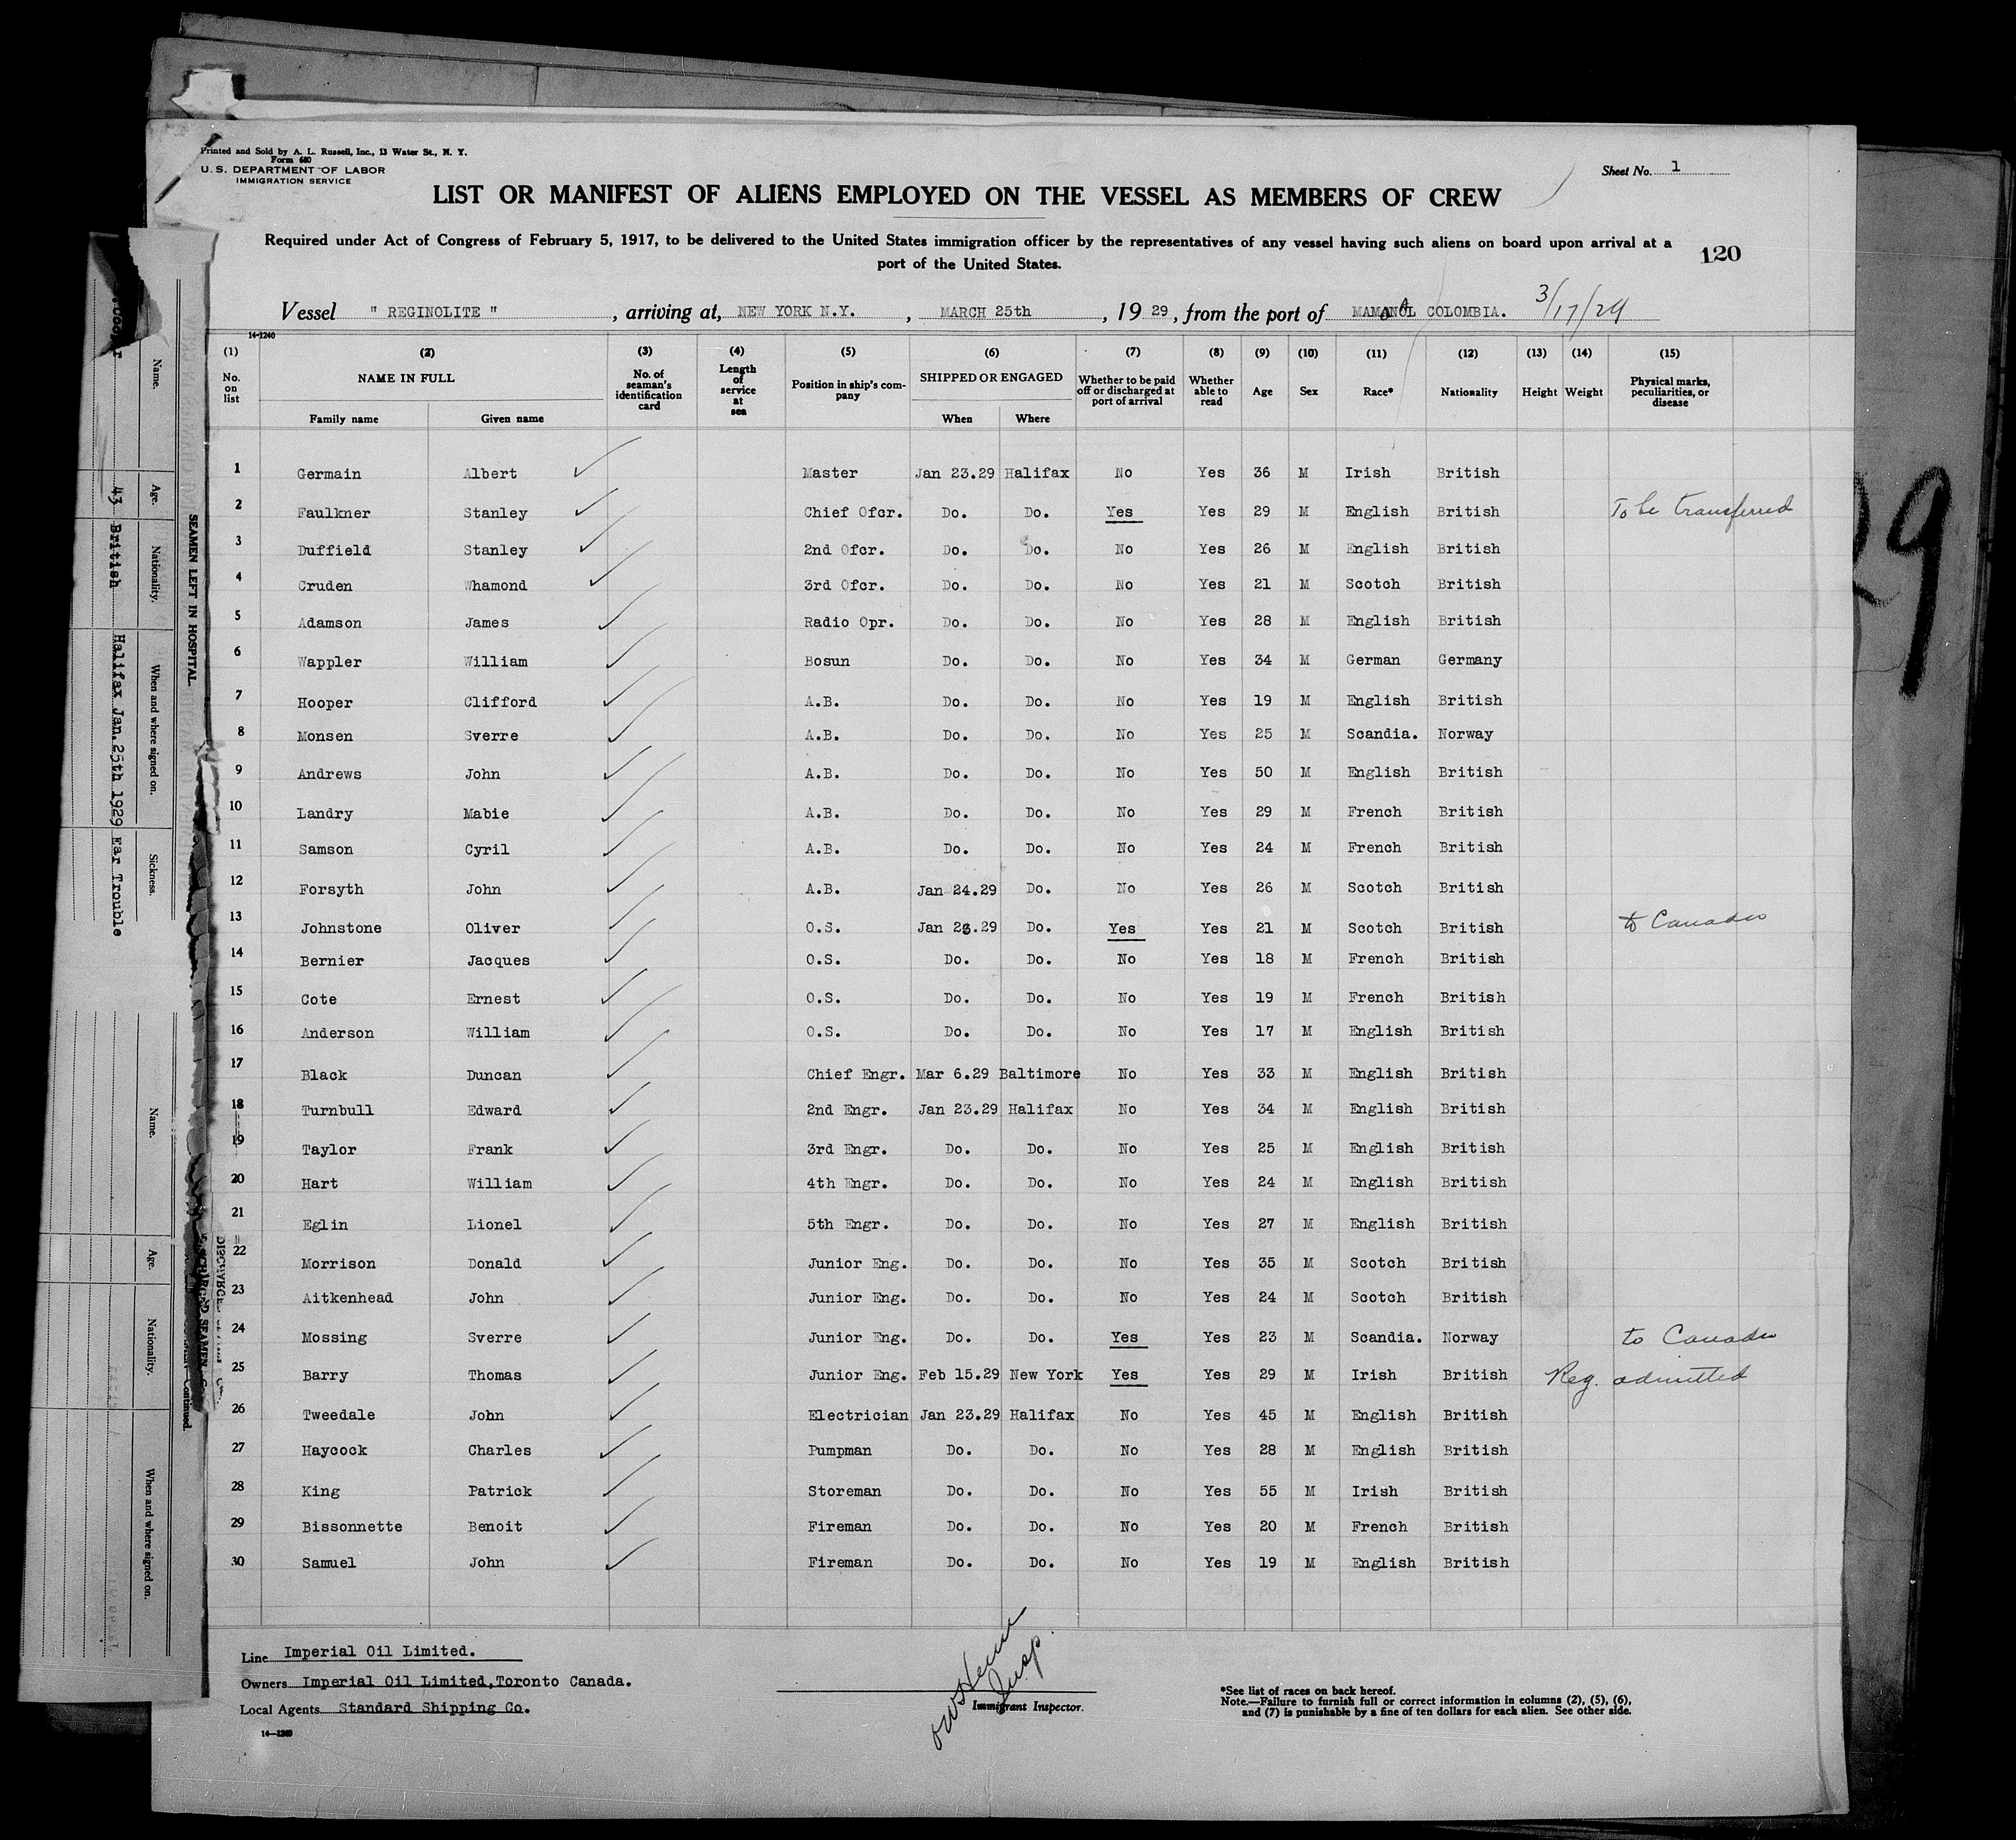 Printed and Sold by A. L. Russell, Inc., 13 Water St., N. Y.
Form 680
U. S. DEPARTMENT OF LABOR
IMMIGRATION SERVICE
Sheet No. 1
LIST OR MANIFEST OF ALIENS EMPLOYED ON THE VESSEL AS MEMBERS OF CREW
Required under Act of Congress of February 5, 1917, to be delivered to the United States immigration officer by the representatives of any vessel having such aliens on board upon arrival at a
port of the United States.
120
Vessel " REGINOLITE " , arriving at, NEW YORK N.Y. , MARCH 25th , 19 29 , from the port of COLOMBIA. 3/17/29
14-1240
(1) (2) (3) (4) (5) (6) (7) (8) (9) (10) (11) (12) (13) (14) (15)
No. on list
NAME IN FULL
Family name Given name
No. of seaman's identification card
Length of service at sea
Position in ship's company
SHIPPED OR ENGAGED
When Where
Whether to be paid off or discharged at port of arrival
Whether able to read
Age Sex Race* Nationality Height Weight
Physical marks, peculiarities, or disease
1 Germain Albert Master Jan 23.29 Halifax No Yes 36 M Irish British
2 Faulkner Stanley Chief Ofcr. Do. Do. Yes Yes 29 M English British To be transferred
3 Duffield Stanley 2nd Ofcr. Do. Do. No Yes 26 M English British
4 Cruden Whamond 3rd Ofcr. Do. Do. No Yes 21 M Scotch British
5 Adamson James Radio Opr. Do. Do. No Yes 28 M English British
6 Wappler William Bosun Do. Do. No Yes 34 M German Germany
7 Hooper Clifford A.B. Do. Do. No Yes 19 M English British
8 Monsen Sverre A.B. Do. Do. No Yes 25 M Scandia. Norway
9 Andrews John A.B. Do. Do. No Yes 50 M English British
10 Landry Mabie A.B. Do. Do. No Yes 29 M French British
11 Samson Cyril A.B. Do. Do. No Yes 24 M French British
12 Forsyth John A.B. Jan 24.29 Do. No Yes 26 M Scotch British
13 Johnstone Oliver O.S. Jan 23.29 Do. Yes Yes 21 M Scotch British to Canada
14 Bernier Jacques O.S. Do. Do. No Yes 18 M French British
15 Cote Ernest O.S. Do. Do. No Yes 19 M French British
16 Anderson William O.S. Do. Do. No Yes 17 M English British
17 Black Duncan Chief Engr. Mar 6.29 Baltimore No Yes 33 M English British
18 Turnbull Edward 2nd Engr. Jan 23.29 Halifax No Yes 34 M English British
19 Taylor Frank 3rd Engr. Do. Do. No Yes 25 M English British
20 Hart William 4th Engr. Do. Do. No Yes 24 M English British
21 Eglin Lionel 5th Engr. Do. Do. No Yes 27 M English British
22 Morrison Donald Junior Eng. Do. Do. No Yes 35 M Scotch British
23 Aitkenhead John Junior Eng. Do. Do. No Yes 24 M Scotch British
24 Mossing Sverre Junior Eng. Do. Do. Yes Yes 23 M Scandia. Norway to Canada
25 Barry Thomas Junior Eng. Feb 15.29 New York Yes Yes 29 M Irish British Reg. admitted
26 Tweedale John Electrician Jan 23.29 Halifax No Yes 45 M English British
27 Haycock Charles Pumpman Do. Do. No Yes 28 M English British
28 King Patrick Storeman Do. Do. No Yes 55 M Irish British
29 Bissonnette Benoit Fireman Do. Do. No Yes 20 M French British
30 Samuel John Fireman Do. Do. No Yes 19 M English British
Line Imperial Oil Limited.
Owners Imperial Oil Limited, Toronto Canada.
Local Agents Standard Shipping Co.
14-1240
Insp.
Immigrant Inspector.
*See list of races on back hereof.
Note.—Failure to furnish full or correct information in columns (2), (5), (6),
and (7) is punishable by a fine of ten dollars for each alien. See other side.
SEAMEN LEFT IN HOSPITAL.
Name. Age. Nationality. When and where signed on. Sickness.
43 British Halifax Jan. 25th 1929 Ear Trouble
DISCHARGED SEAMEN
Continued.
Name. Age. Nationality. When and where signed on.
29